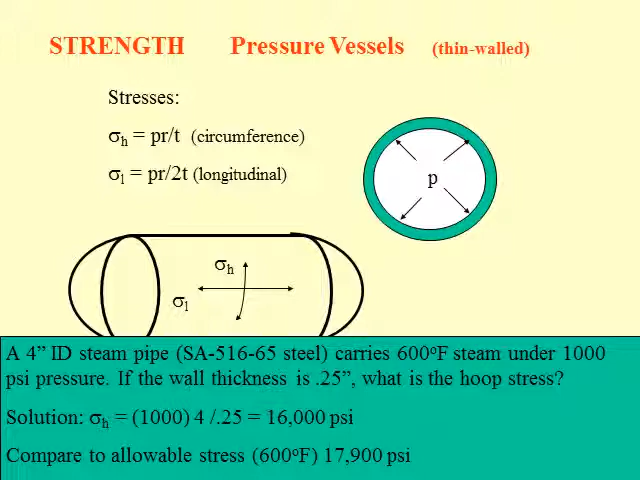 STRENGTH Pressure Vessels (thin-walled)
Stresses:
σh = pr/t (circumference)
σl = pr/2t (longitudinal)
p
σh
σl
A 4” ID steam pipe (SA-516-65 steel) carries 600°F steam under 1000
psi pressure. If the wall thickness is .25”, what is the hoop stress?
Solution: σh = (1000) 4 /.25 = 16,000 psi
Compare to allowable stress (600°F) 17,900 psi